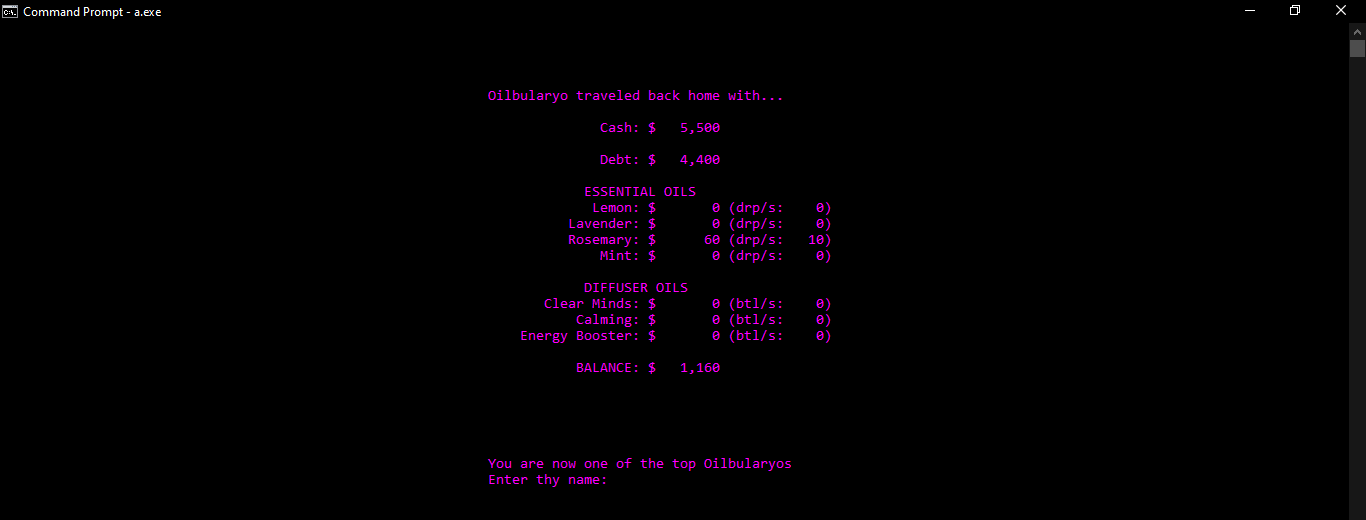 Command Prompt - a.exe
Oilbularyo traveled back home with...
Cash: $ 5,500
Debt: $ 4,400
ESSENTIAL OILS
Lemon: $ 0 (drp/s: 0)
Lavender: $ 0 (drp/s: 0)
Rosemary: $ 60 (drp/s: 10)
Mint: $ 0 (drp/s: 0)
DIFFUSER OILS
Clear Minds: $ 0 (btl/s: 0)
Calming: $ 0 (btl/s: 0)
Energy Booster: $ 0 (btl/s: 0)
BALANCE: $ 1,160
You are now one of the top Oilbularyos
Enter thy name: